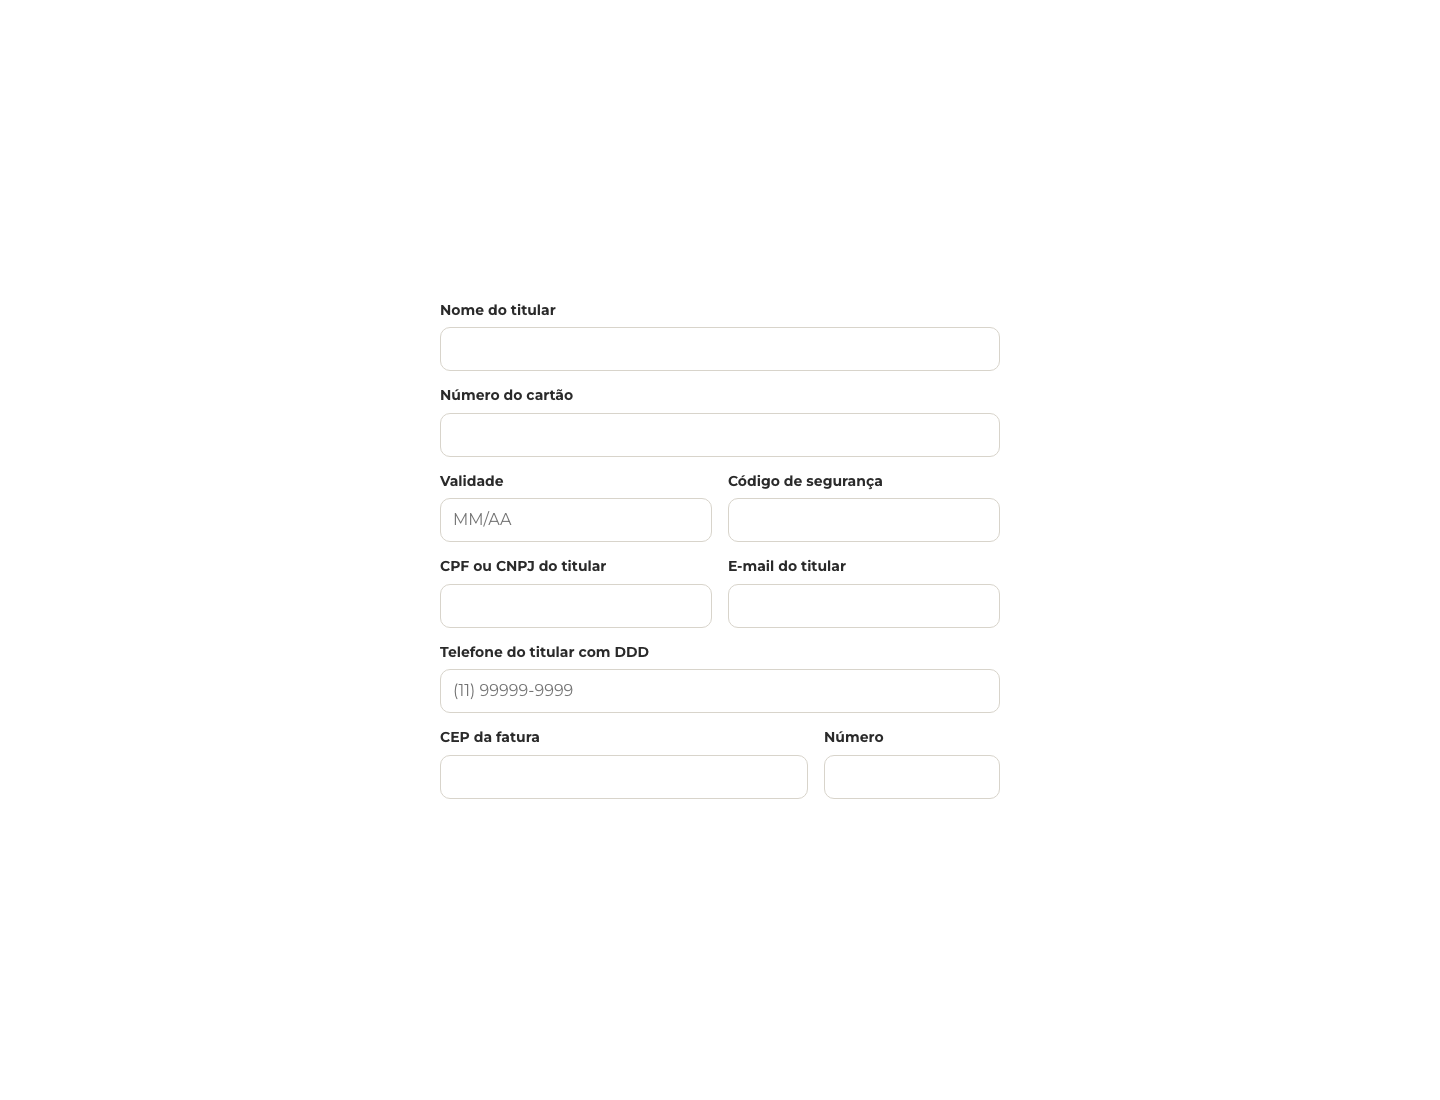 Nome do titular
Número do cartão
Validade
Código de segurança
MM/AA
CPF ou CNPJ do titular
E-mail do titular
Telefone do titular com DDD
(11) 99999-9999
CEP da fatura
Número